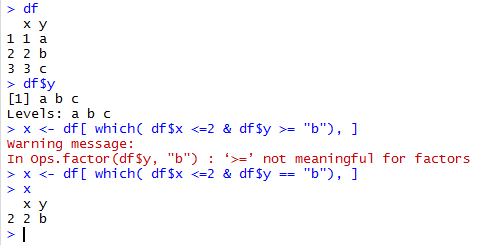 > df
  x y
1 1 a
2 2 b
3 3 c
> df$y
[1] a b c
Levels: a b c
> x <- df[ which( df$x <=2 & df$y >= "b"), ]
Warning message:
In Ops.factor(df$y, "b") : ‘>=’ not meaningful for factors
> x <- df[ which( df$x <=2 & df$y == "b"), ]
> x
  x y
2 2 b
>